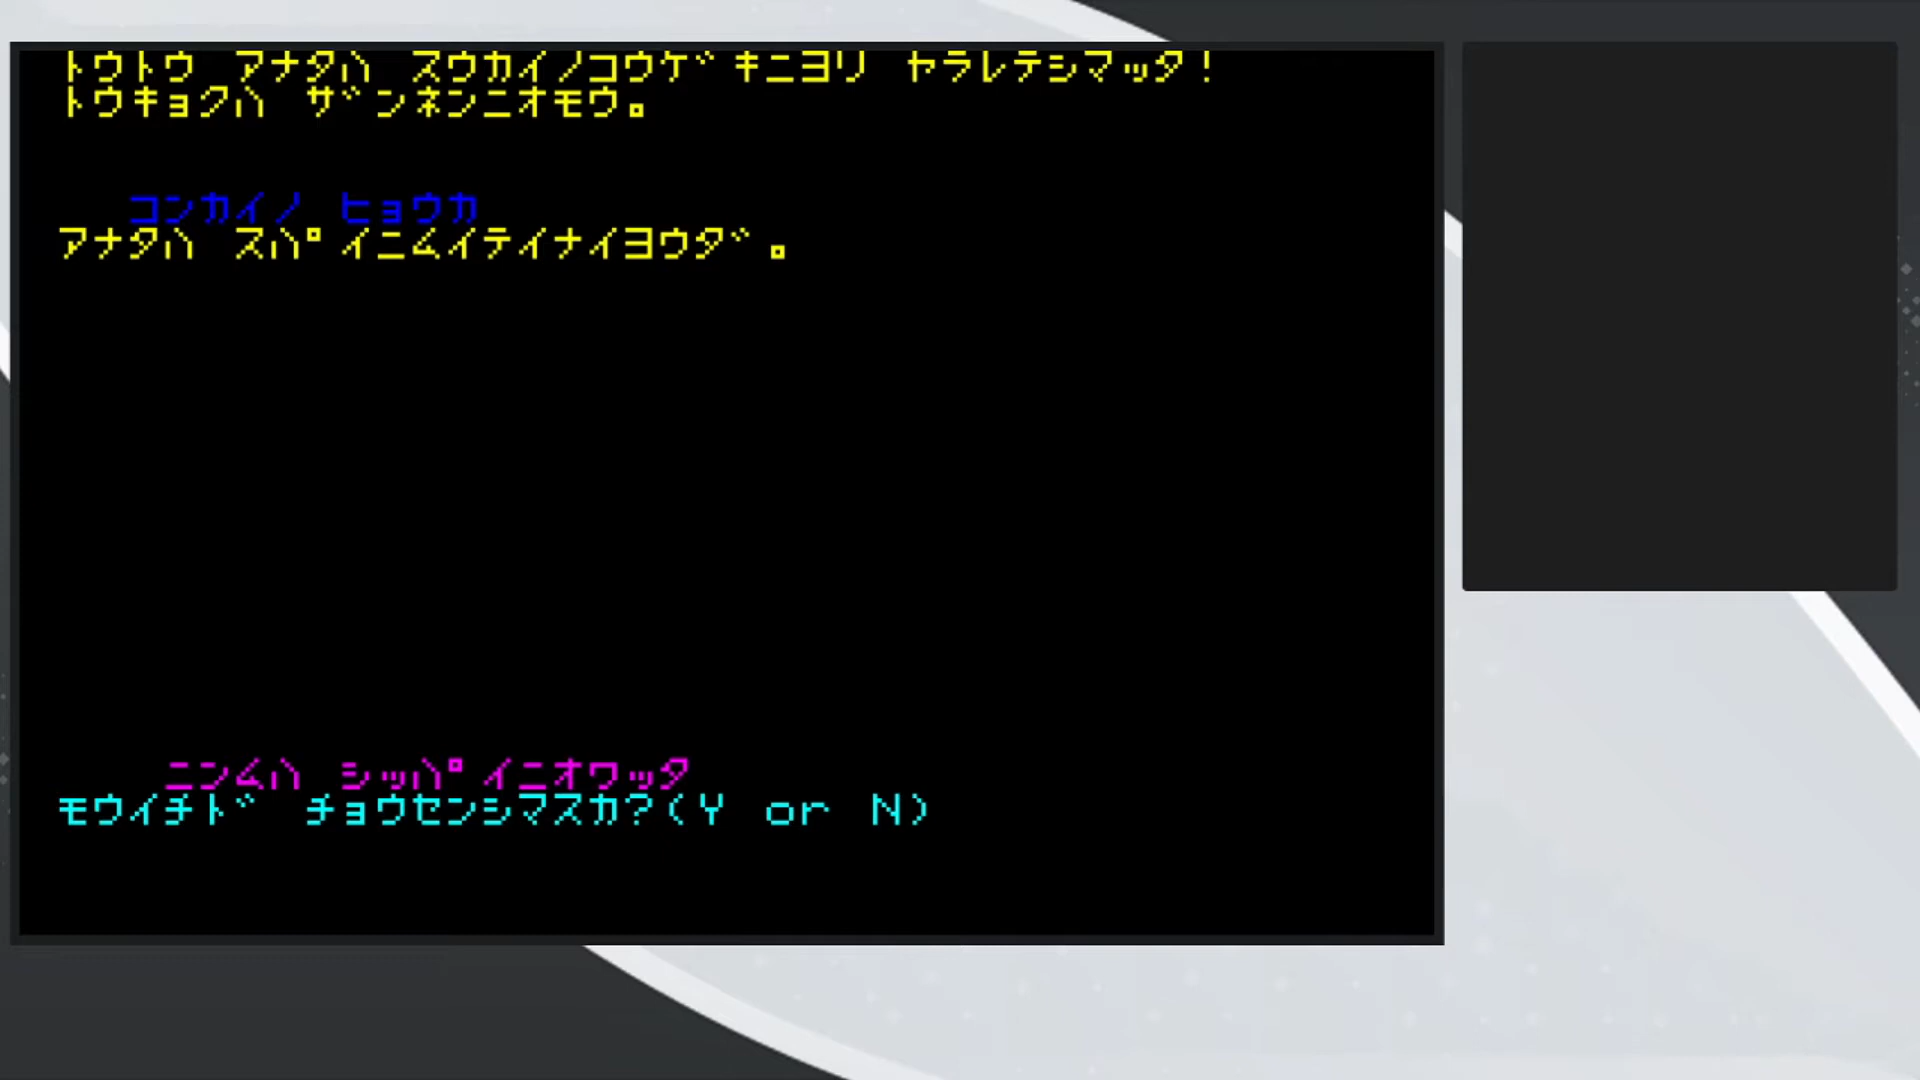 トウトウ アナタハ スウカイノコウゲキニヨリ ヤラレテシマッタ!
トウキョクハ ザンネンニオモウ。
コンカイノ ヒョウカ
アナタハ スパイニムイテイナイヨウダ。
ニンムハ シッパイニオワッタ
モウイチド チョウセンシマスカ?(Y or N)